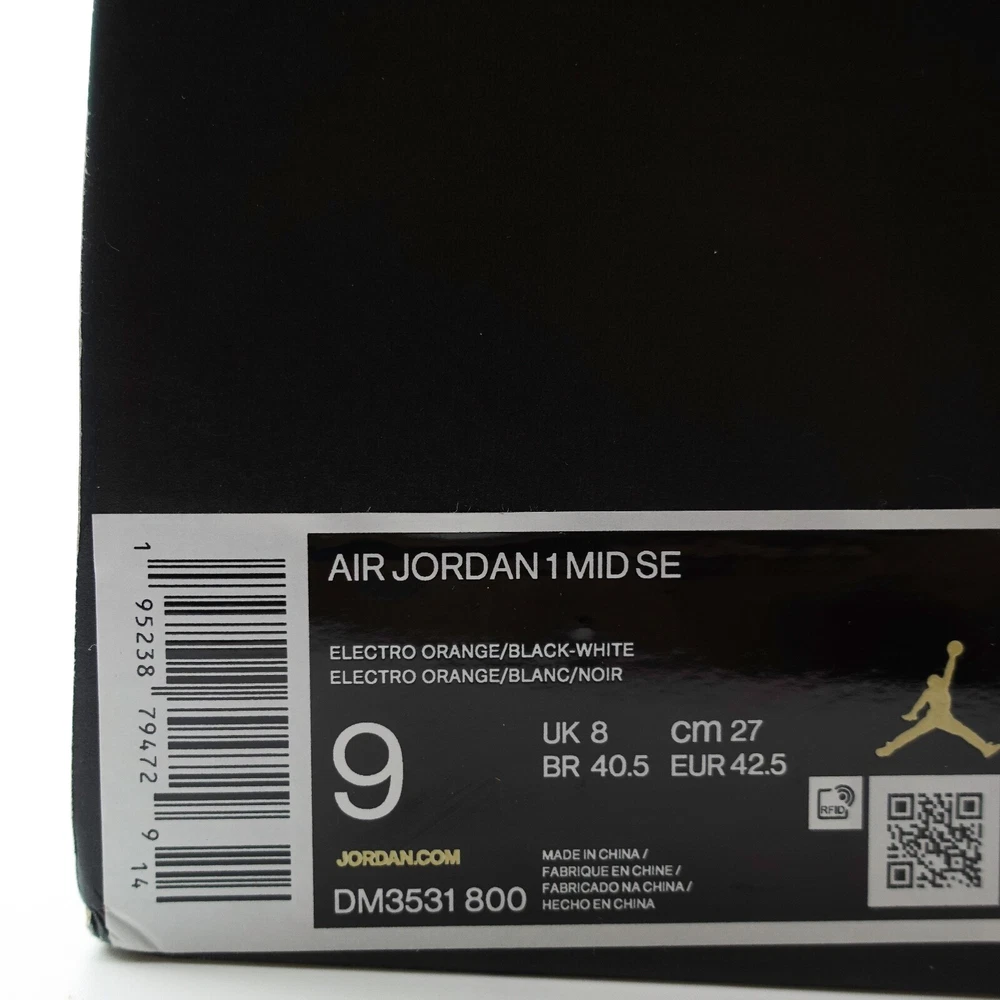 1 95238 79472 9 14
AIR JORDAN 1 MID SE
ELECTRO ORANGE/BLACK-WHITE
ELECTRO ORANGE/BLANC/NOIR
9
UK 8 cm 27
BR 40.5 EUR 42.5
RFID
JORDAN.COM
DM3531 800
MADE IN CHINA /
FABRIQUE EN CHINE /
FABRICADO NA CHINA /
HECHO EN CHINA